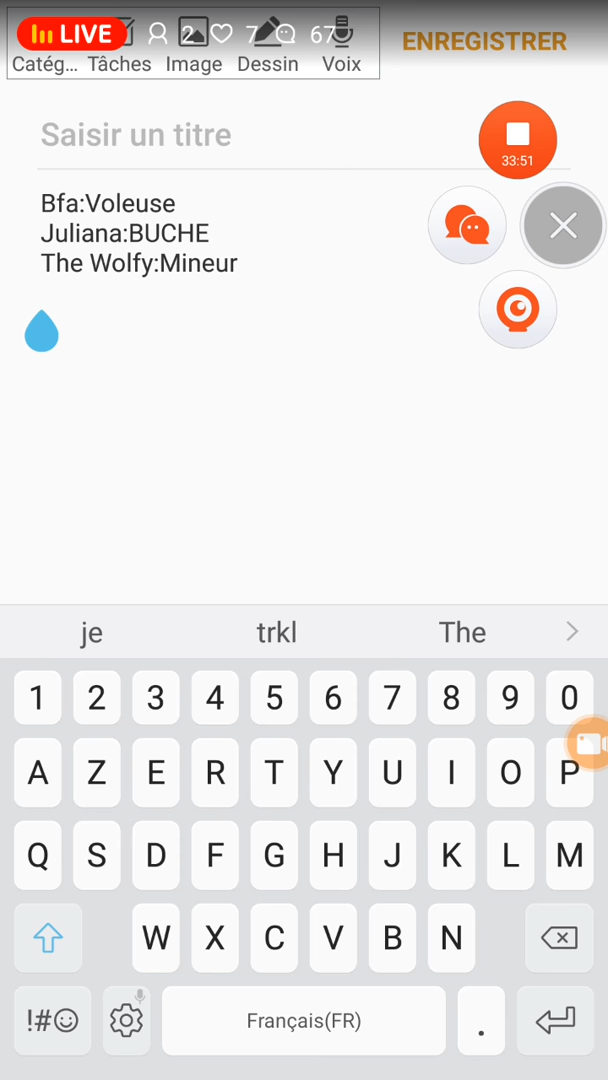 LIVE 2 7 67
Catég... Tâches Image Dessin Voix
ENREGISTRER
Saisir un titre
33:51
Bfa:Voleuse
Juliana:BUCHE
The Wolfy:Mineur
je trkl The
1 2 3 4 5 6 7 8 9 0
A Z E R T Y U I O P
Q S D F G H J K L M
W X C V B N
!#☺ Français(FR) .